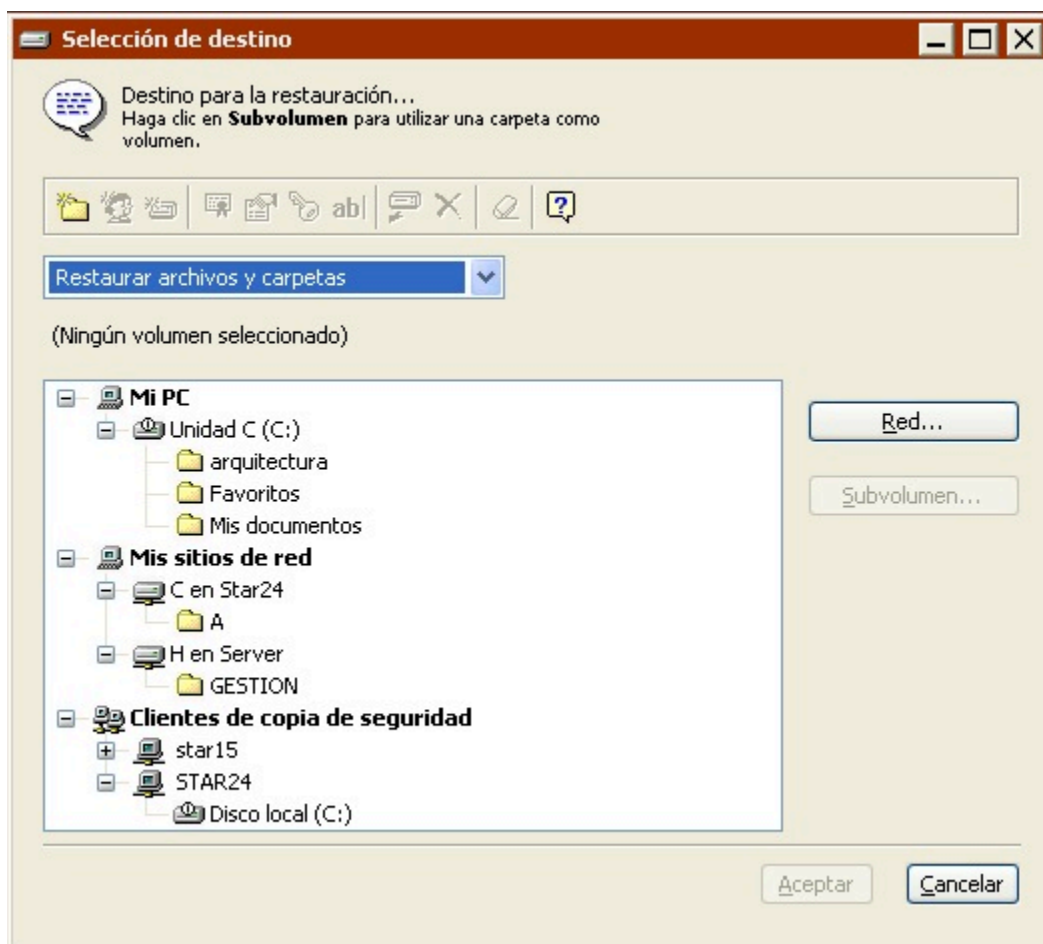 Selección de destino
Destino para la restauración...
Haga clic en Subvolumen para utilizar una carpeta como
volumen.
ab|
Restaurar archivos y carpetas
(Ningún volumen seleccionado)
Mi PC
Unidad C (C:)
arquitectura
Favoritos
Mis documentos
Mis sitios de red
C en Star24
A
H en Server
GESTION
Clientes de copia de seguridad
star15
STAR24
Disco local (C:)
Red...
Subvolumen...
Aceptar
Cancelar